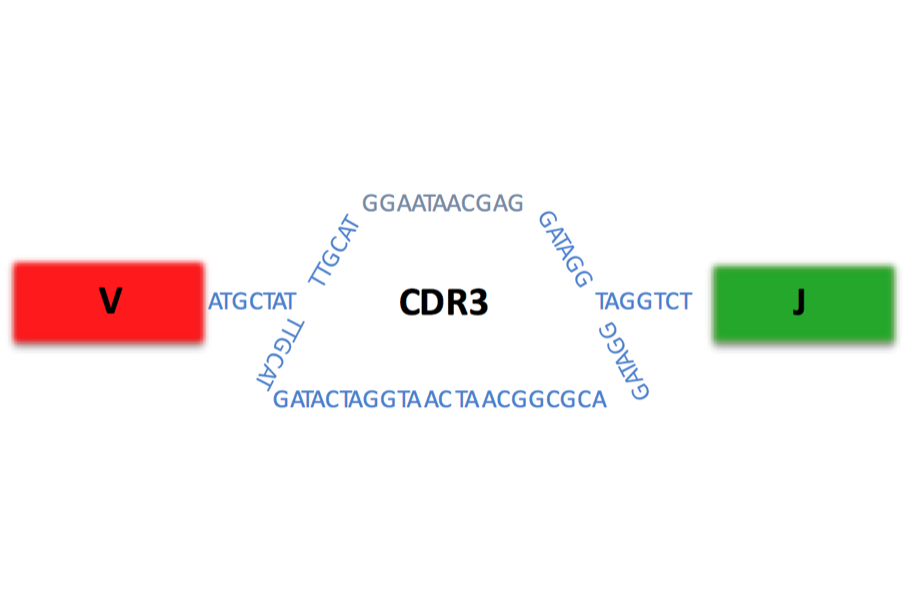 GGAATAACGAG
TTGCAT
GATAGG
V
ATGCTAT
CDR3
TAGGTCT
J
TTGCAT
GATAGG
GATACTAGGTAACTAACGGCGCA